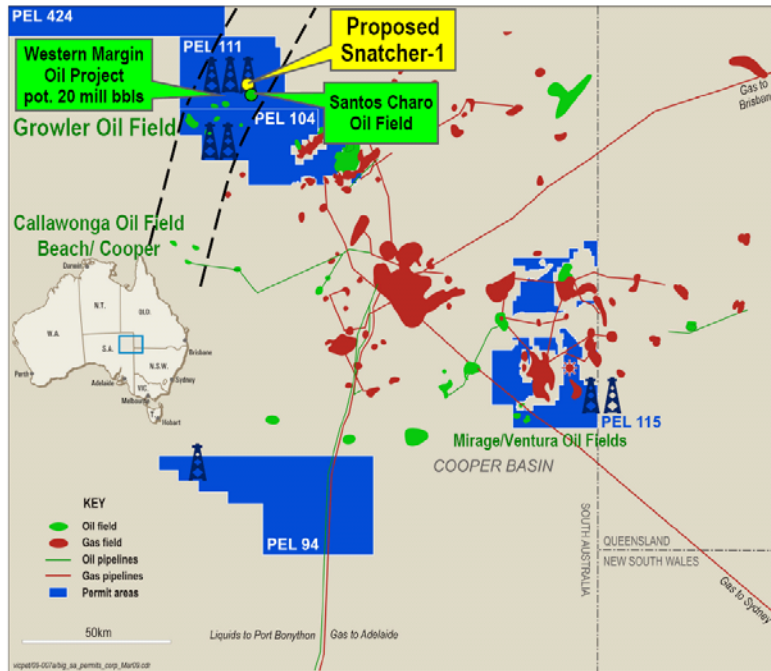 PEL 424
PEL 111
Western Margin
Oil Project
pot. 20 mill bbls
Proposed
Snatcher-1
Santos Charo
Oil Field
Growler Oil Field
PEL 104
Gas to
Brisbane
Callawonga Oil Field
Beach/ Cooper
Darwin
N.T.
QLD.
W.A.
S.A.
Brisbane
N.S.W.
Perth
Adelaide
Sydney
VIC.
Melbourne
T.
Hobart
PEL 115
Mirage/Ventura Oil Fields
COOPER BASIN
PEL 94
KEY
Oil field
Gas field
Oil pipelines
Gas pipelines
Permit areas
SOUTH AUSTRALIA
QUEENSLAND
NEW SOUTH WALES
Gas to Sydney
50km
Liquids to Port Bonython
Gas to Adelaide